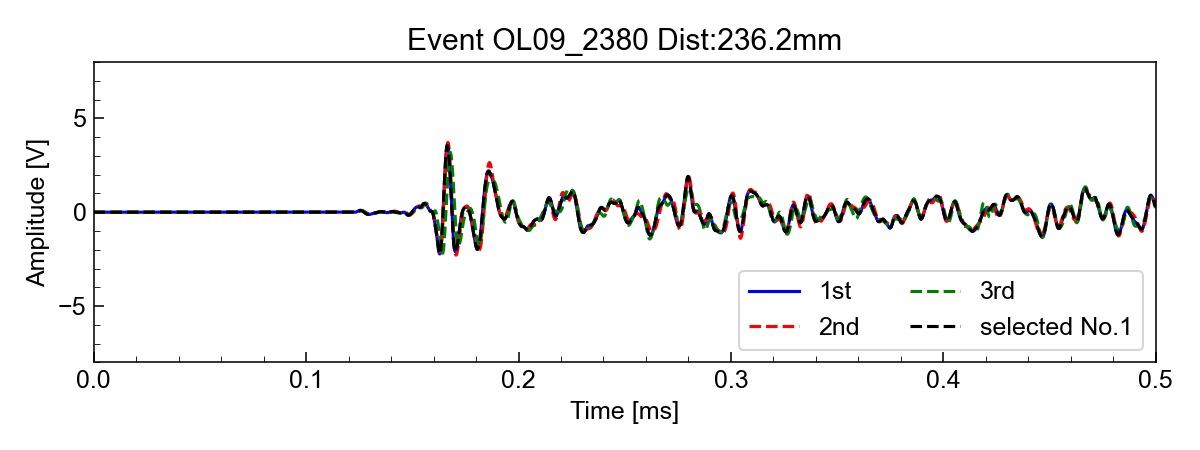 Event OL09_2380 Dist:236.2mm
Amplitude [V]
5
0
−5
1st
2nd
3rd
selected No.1
0.0 0.1 0.2 0.3 0.4 0.5
Time [ms]